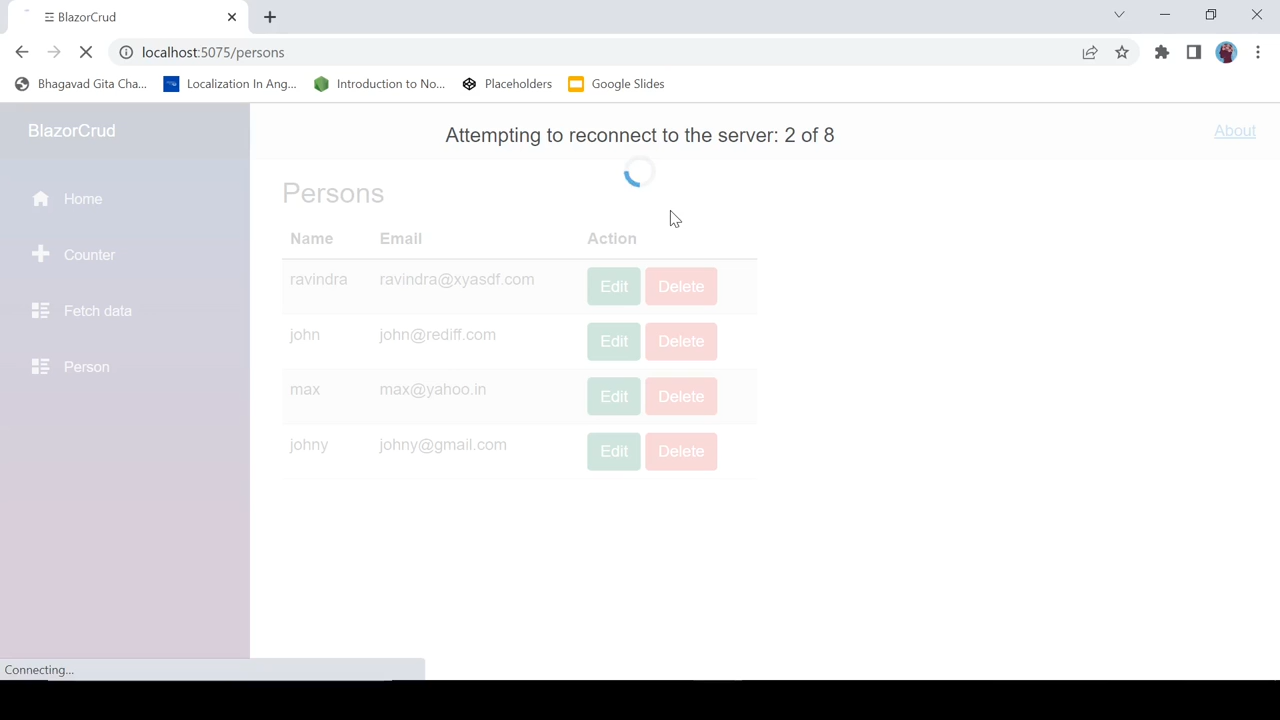 BlazorCrud
localhost:5075/persons
Bhagavad Gita Cha...
Localization In Ang...
Introduction to No...
Placeholders
Google Slides
BlazorCrud
Attempting to reconnect to the server: 2 of 8
About
Home
Counter
Fetch data
Person
Persons
Name Email Action
ravindra ravindra@xyasdf.com Edit Delete
john john@rediff.com Edit Delete
max max@yahoo.in Edit Delete
johny johny@gmail.com Edit Delete
Connecting...